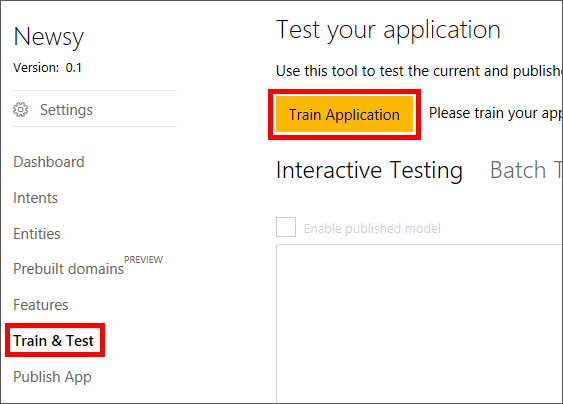 Newsy
Version: 0.1
Settings
Dashboard
Intents
Entities
Prebuilt domains PREVIEW
Features
Train & Test
Publish App
Test your application
Use this tool to test the current and publishe
Train Application
Please train your app
Interactive Testing
Batch T
Enable published model